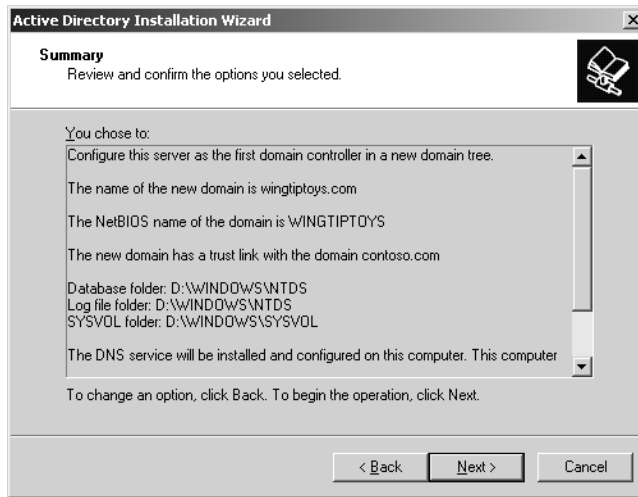 Active Directory Installation Wizard
Summary
Review and confirm the options you selected.
You chose to:
Configure this server as the first domain controller in a new domain tree.
The name of the new domain is wingtiptoys.com
The NetBIOS name of the domain is WINGTIPTOYS
The new domain has a trust link with the domain contoso.com
Database folder: D:\WINDOWS\NTDS
Log file folder: D:\WINDOWS\NTDS
SYSVOL folder: D:\WINDOWS\SYSVOL
The DNS service will be installed and configured on this computer. This computer
To change an option, click Back. To begin the operation, click Next.
< Back Next > Cancel